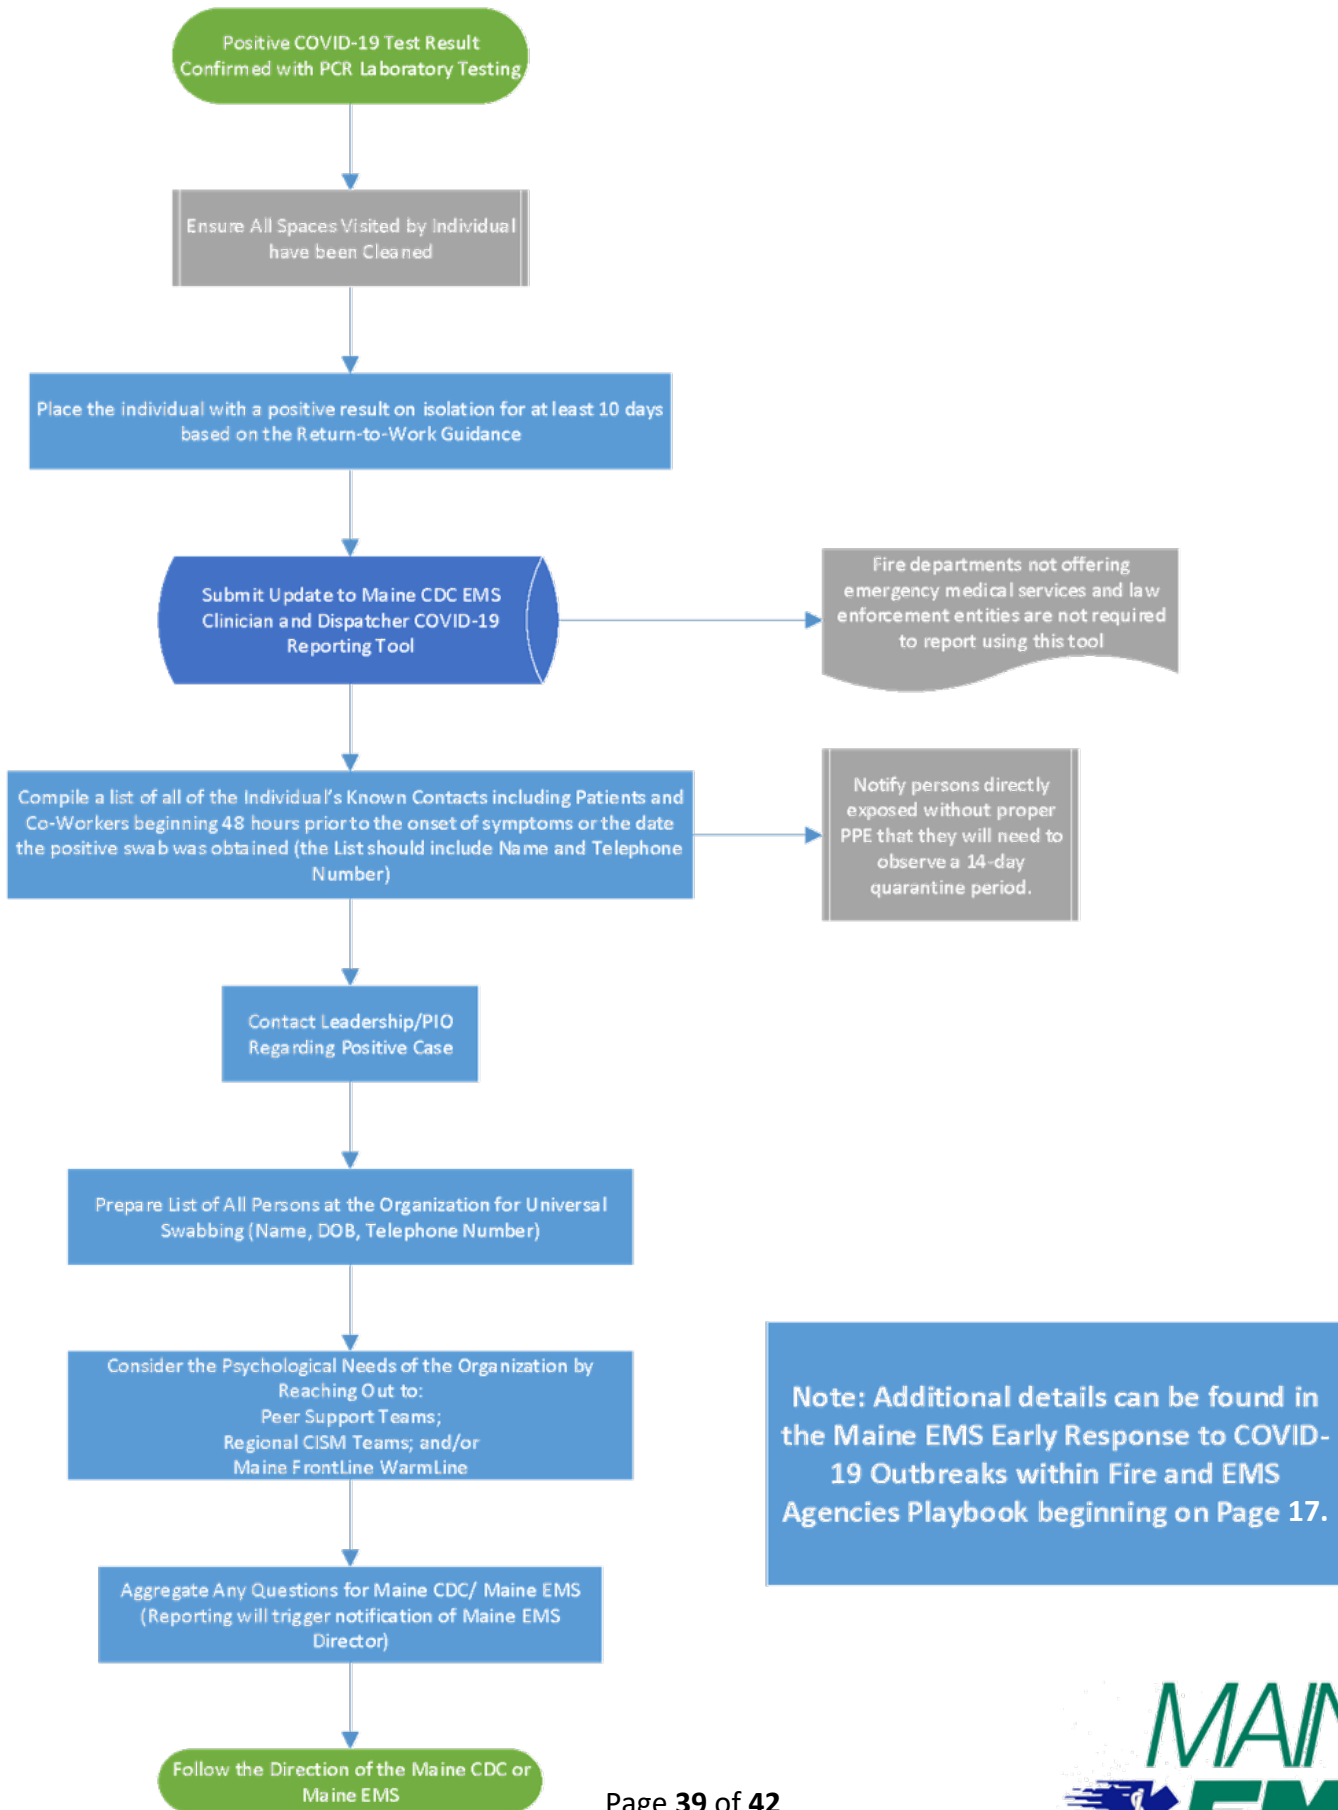 Positive COVID-19 Test Result
Confirmed with PCR Laboratory Testing
Ensure All Spaces Visited by Individual
have been Cleaned
Place the individual with a positive result on isolation for at least 10 days
based on the Return-to-Work Guidance
Submit Update to Maine CDC EMS
Clinician and Dispatcher COVID-19
Reporting Tool
Fire departments not offering
emergency medical services and law
enforcement entities are not required
to report using this tool
Compile a list of all of the Individual's Known Contacts including Patients and
Co-Workers beginning 48 hours prior to the onset of symptoms or the date
the positive swab was obtained (the List should include Name and Telephone
Number)
Notify persons directly
exposed without proper
PPE that they will need to
observe a 14-day
quarantine period.
Contact Leadership/PIO
Regarding Positive Case
Prepare List of All Persons at the Organization for Universal
Swabbing (Name, DOB, Telephone Number)
Consider the Psychological Needs of the Organization by
Reaching Out to:
Peer Support Teams;
Regional CISM Teams; and/or
Maine FrontLine WarmLine
Note: Additional details can be found in
the Maine EMS Early Response to COVID-
19 Outbreaks within Fire and EMS
Agencies Playbook beginning on Page 17.
Aggregate Any Questions for Maine CDC/ Maine EMS
(Reporting will trigger notification of Maine EMS
Director)
Follow the Direction of the Maine CDC or
Maine EMS
Page 39 of 42